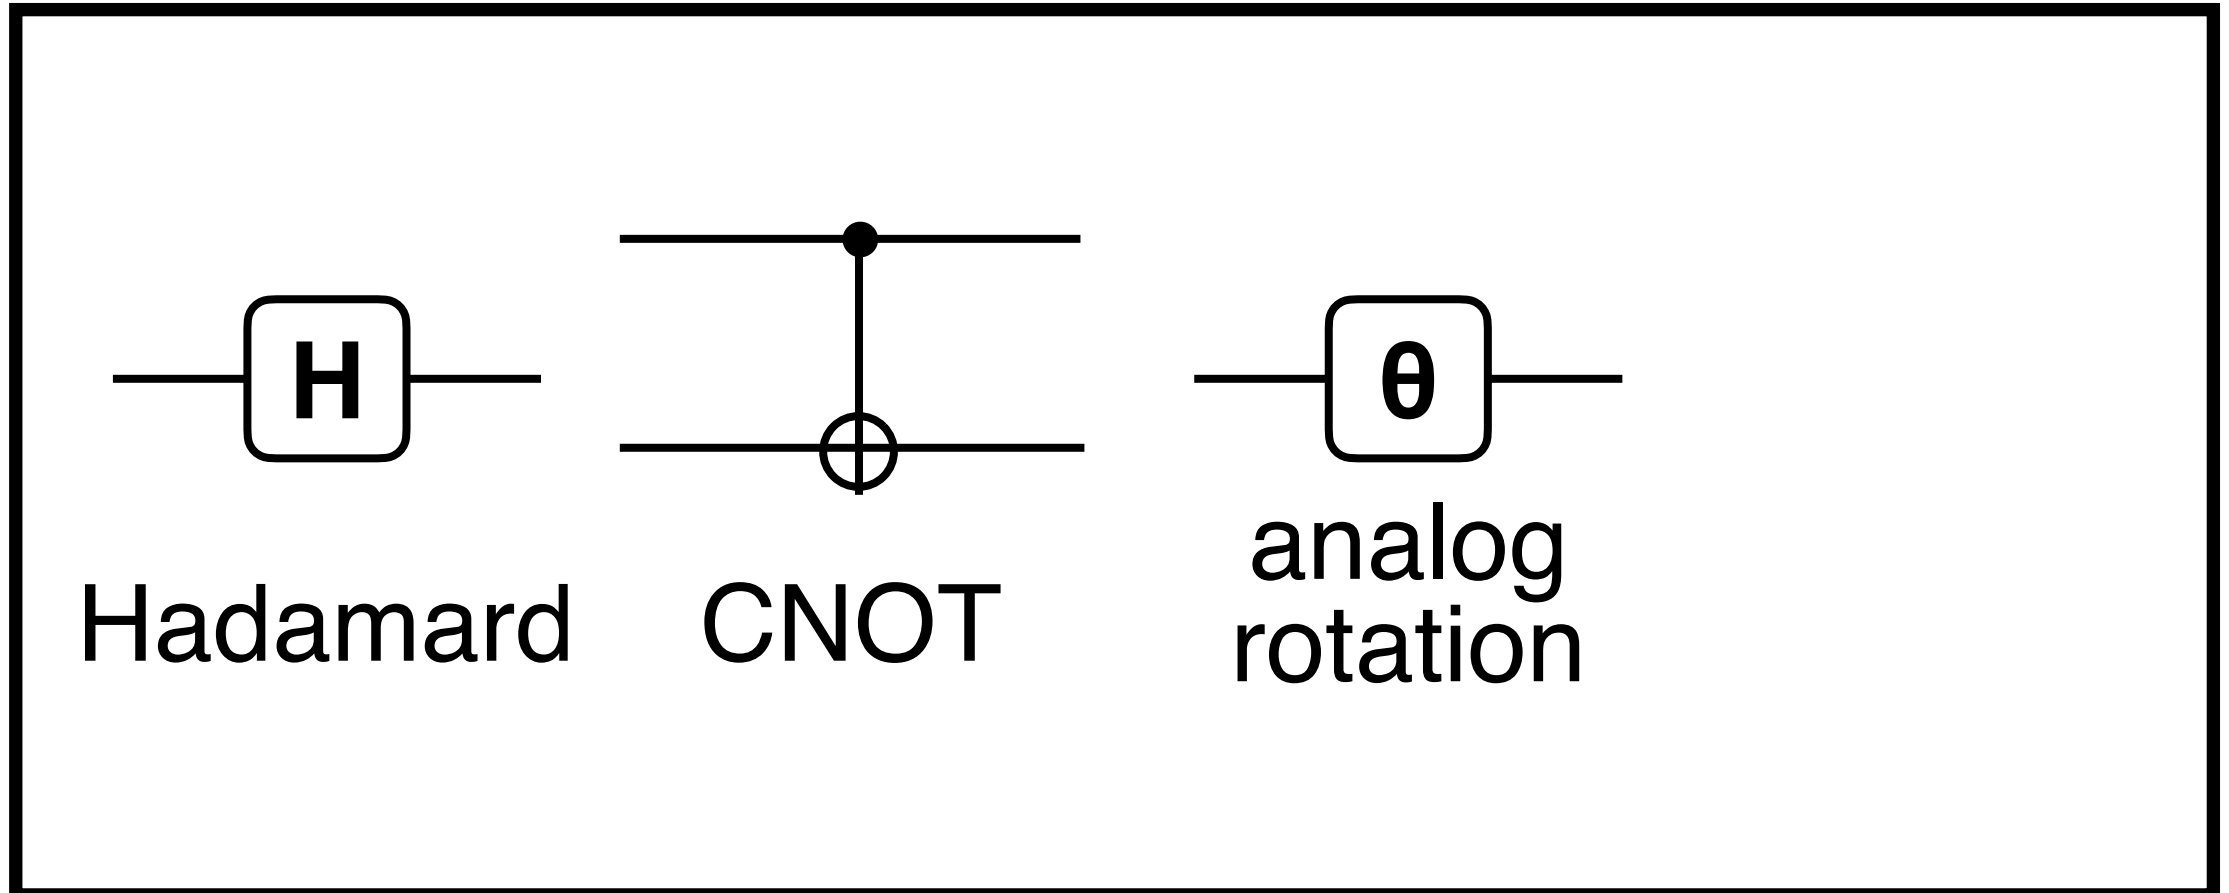 H
θ
Hadamard
CNOT
analog
rotation